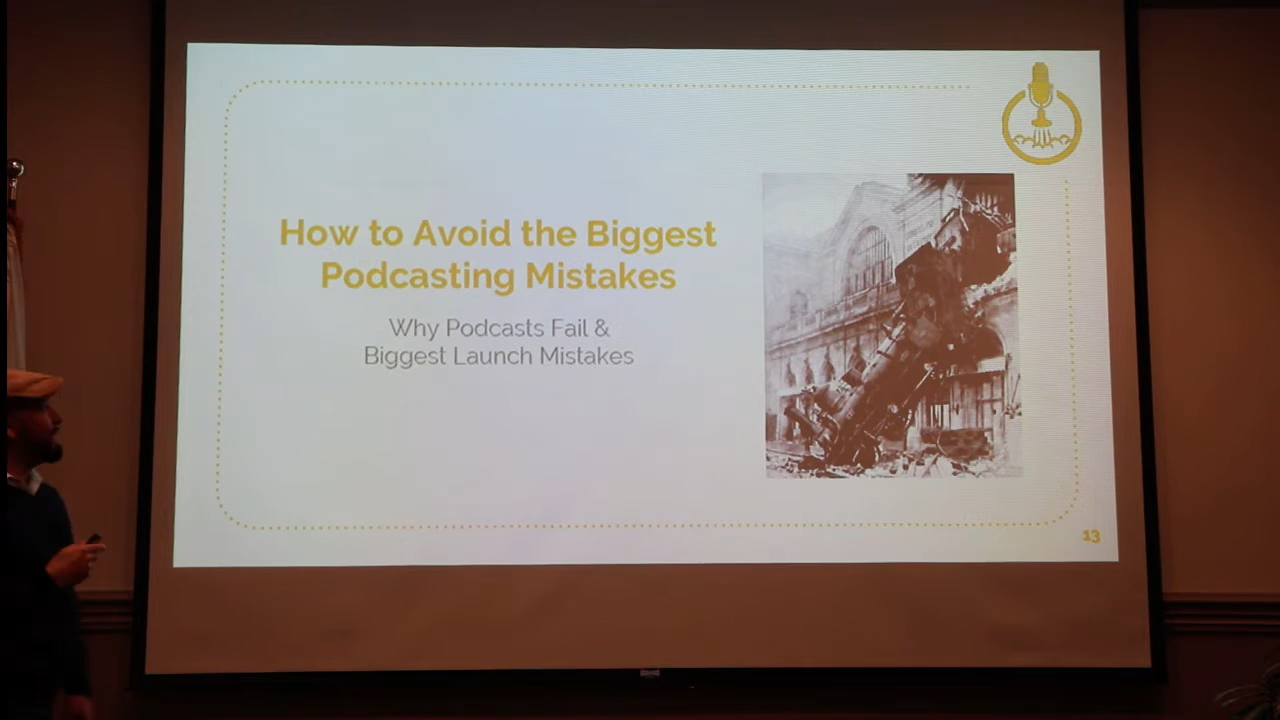 How to Avoid the Biggest
Podcasting Mistakes
Why Podcasts Fail &
Biggest Launch Mistakes
13